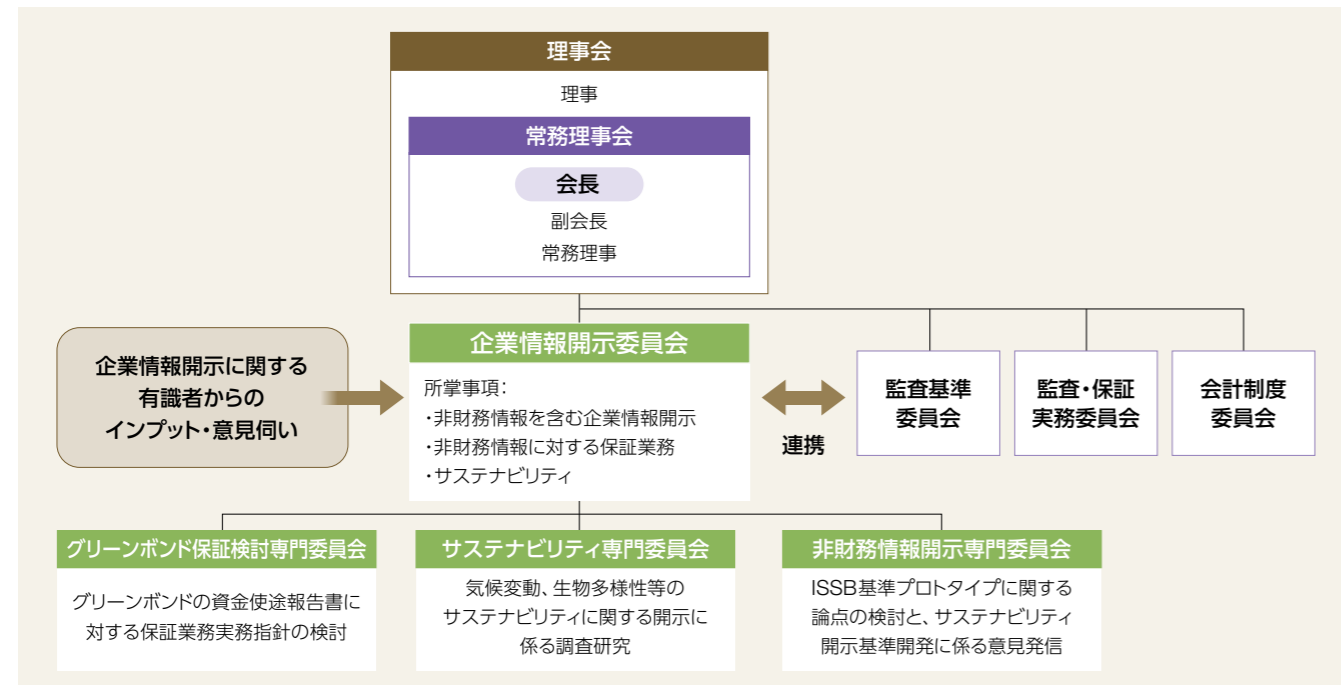 理事会
理事
常務理事会
会長
副会長
常務理事
企業情報開示に関する
有識者からの
インプット・意見伺い
企業情報開示委員会
所掌事項：
・非財務情報を含む企業情報開示
・非財務情報に対する保証業務
・サステナビリティ
連携
監査基準
委員会
監査・保証
実務委員会
会計制度
委員会
グリーンボンド保証検討専門委員会
グリーンボンドの資金使途報告書に
対する保証業務実務指針の検討
サステナビリティ専門委員会
気候変動、生物多様性等の
サステナビリティに関する開示に
係る調査研究
非財務情報開示専門委員会
ISSB基準プロトタイプに関する
論点の検討と、サステナビリティ
開示基準開発に係る意見発信